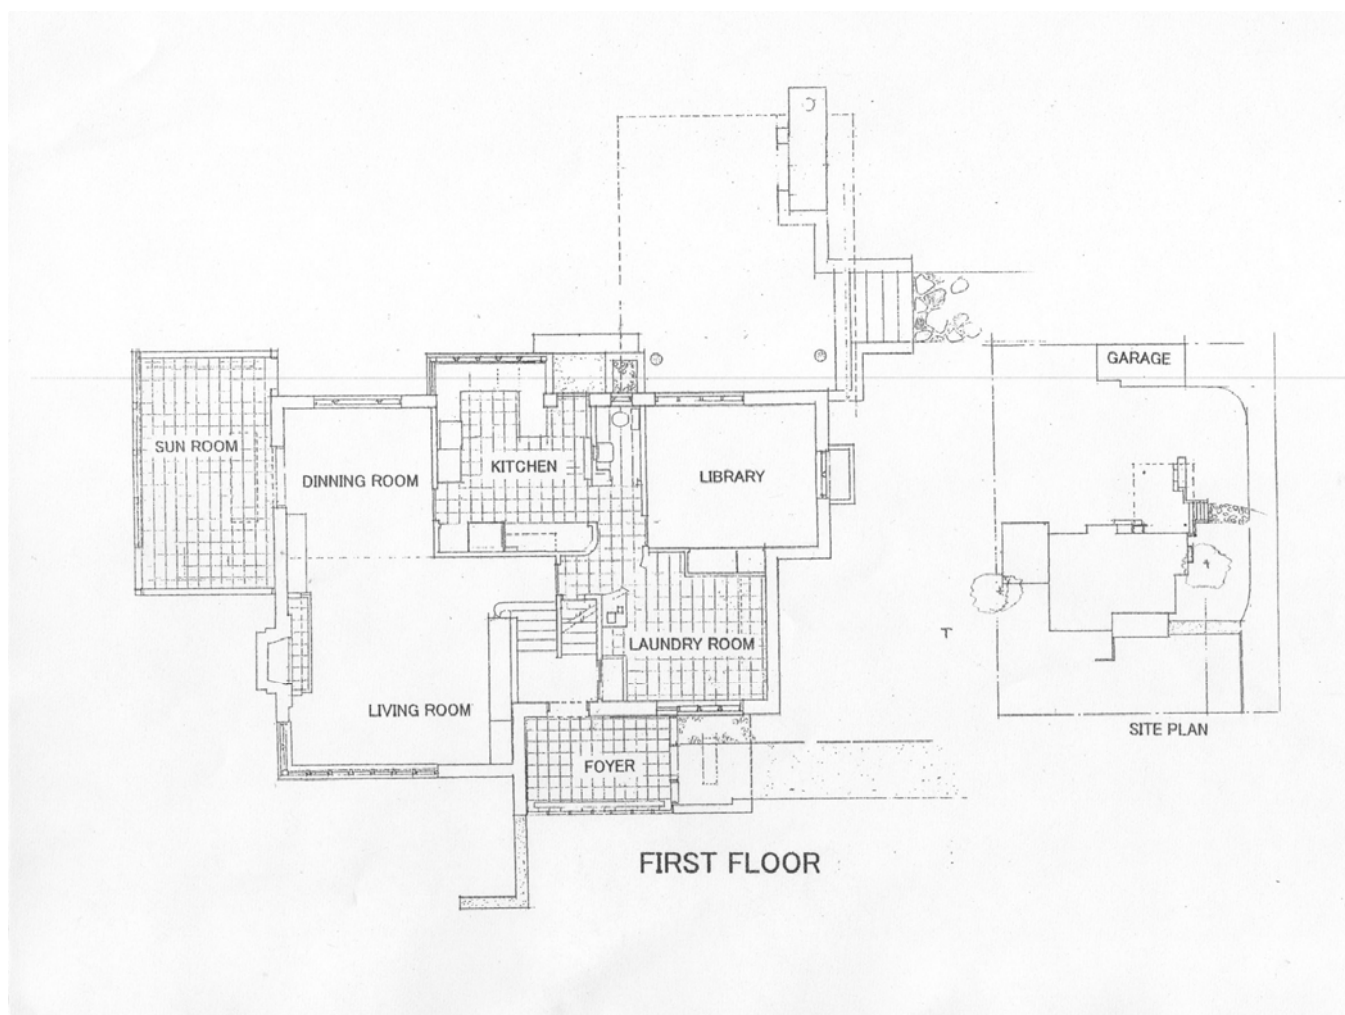 GARAGE
SUN ROOM
DINNING ROOM
KITCHEN
LIBRARY
LAUNDRY ROOM
LIVING ROOM
SITE PLAN
FOYER
FIRST FLOOR